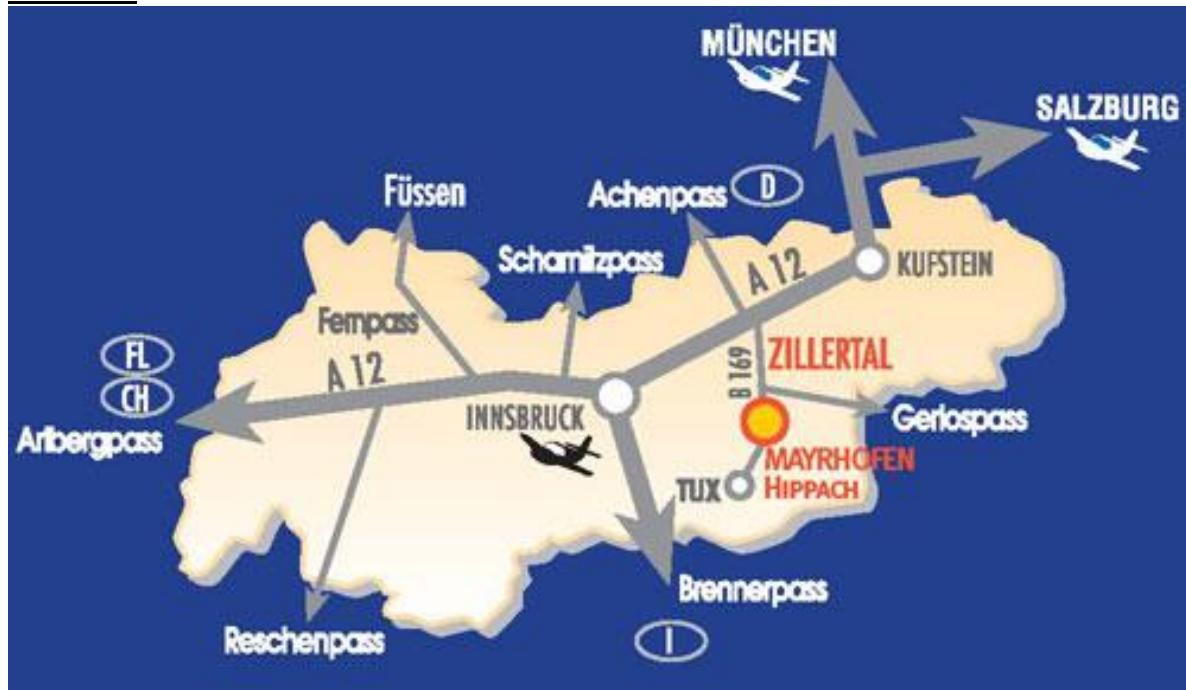 MÜNCHEN
SALZBURG
Füssen
Achenpass
D
Scharnitzpass
A 12
KUFSTEIN
Fernpass
FL
A 12
B 169
ZILLERTAL
CH
INNSBRUCK
Gerlospass
Arlbergpass
MAYRHOFEN
TUX
HIPPACH
Brennerpass
Reschenpass
I